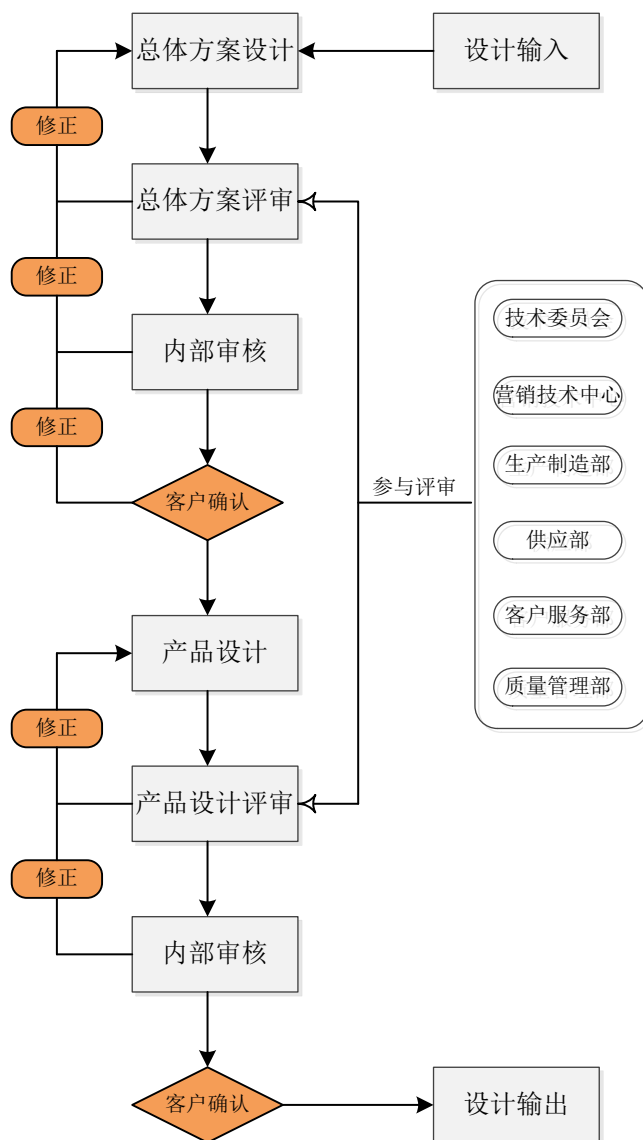 总体方案设计
设计输入
修正
总体方案评审
修正
技术委员会
内部审核
营销技术中心
修正
生产制造部
参与评审
客户确认
供应部
客户服务部
产品设计
质量管理部
修正
产品设计评审
修正
内部审核
客户确认
设计输出